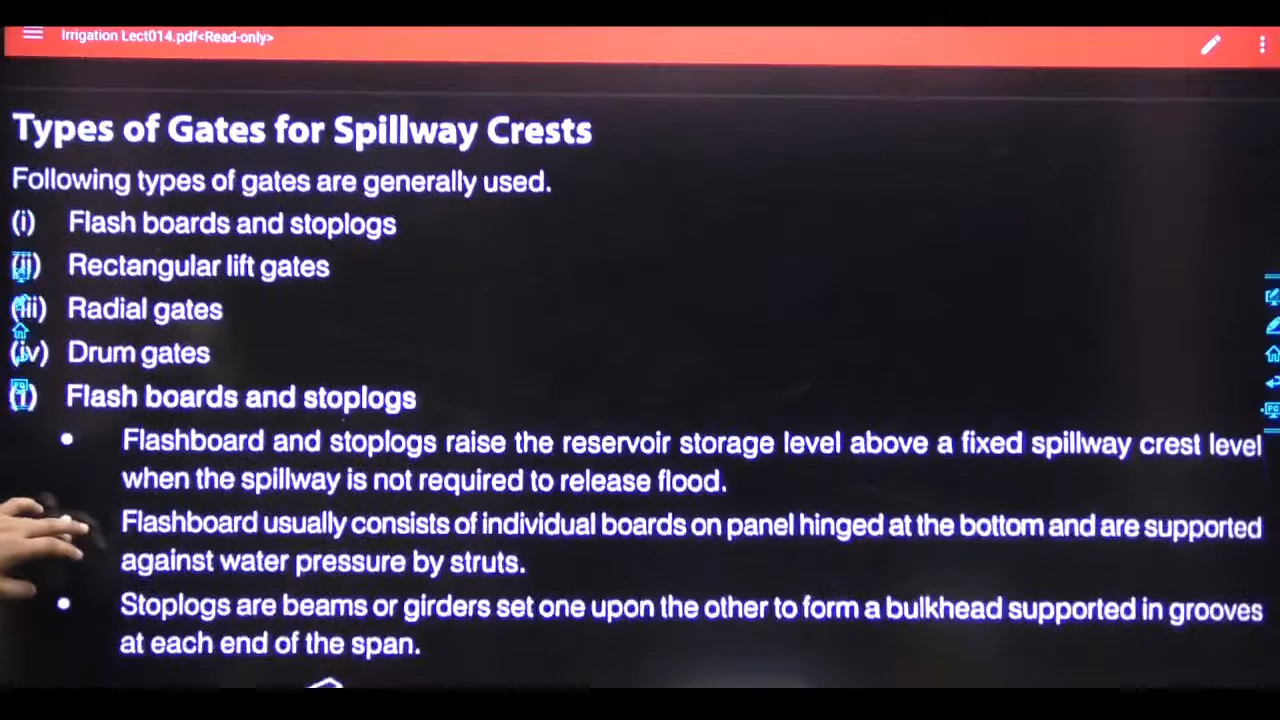 Irrigation Lect014.pdf<Read-only>
Types of Gates for Spillway Crests
Following types of gates are generally used.
(i) Flash boards and stoplogs
(ii) Rectangular lift gates
(iii) Radial gates
(iv) Drum gates
(i) Flash boards and stoplogs
• Flashboard and stoplogs raise the reservoir storage level above a fixed spillway crest level
when the spillway is not required to release flood.
Flashboard usually consists of individual boards on panel hinged at the bottom and are supported
against water pressure by struts.
• Stoplogs are beams or girders set one upon the other to form a bulkhead supported in grooves
at each end of the span.